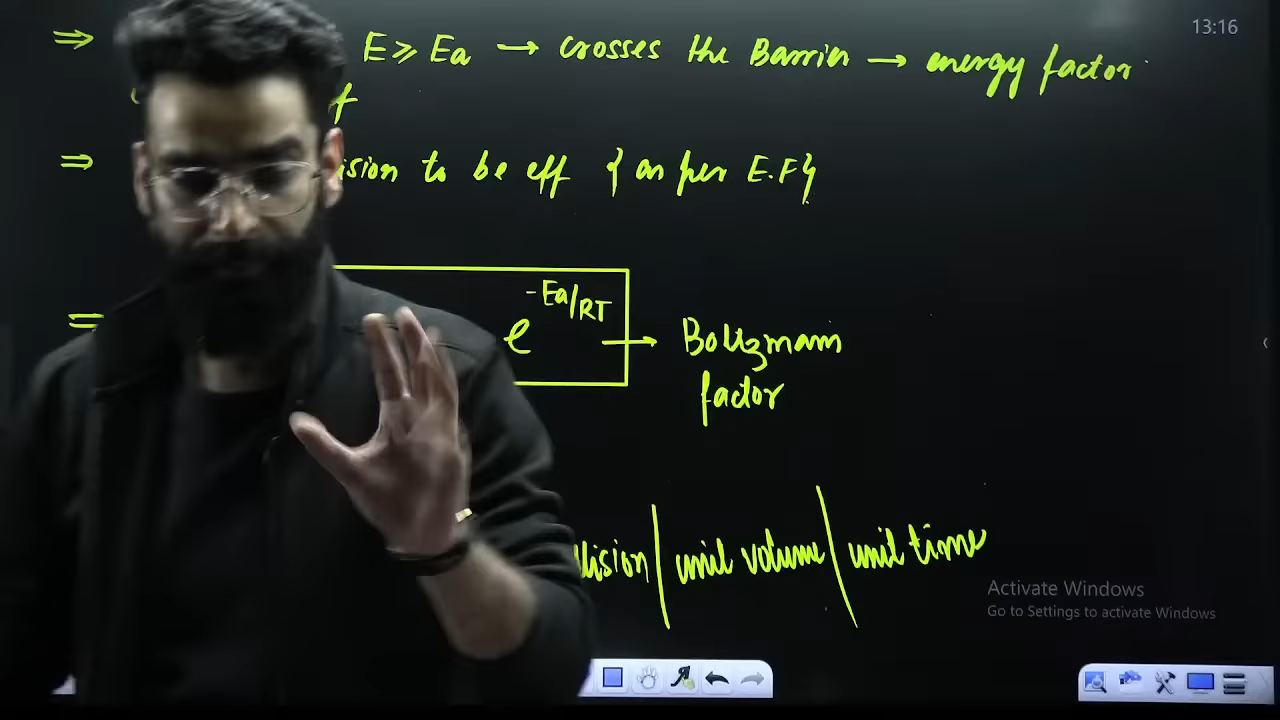 13:16
⇒ E ≥ Ea → crosses the Barrier → energy factor
⇒ ision to be eff { as per E.F}
= e^-Ea/RT → Boltzmann
factor
llision | unit volume | unit time
Activate Windows
Go to Settings to activate Windows